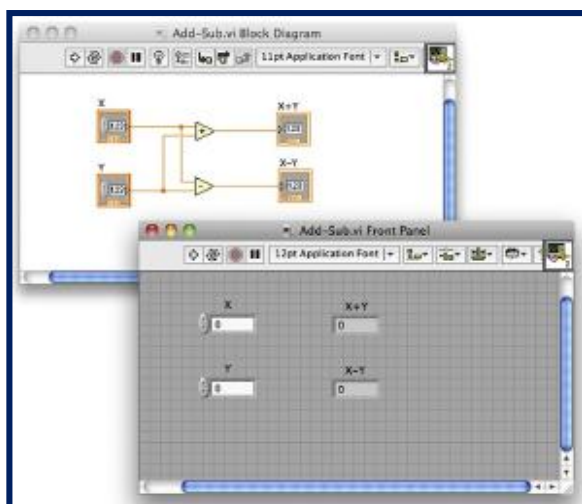 Add-Sub.vi Block Diagram
11pt Application Font
X
X+Y
Y
X-Y
Add-Sub.vi Front Panel
12pt Application Font
X
X+Y
0
0
Y
X-Y
0
0